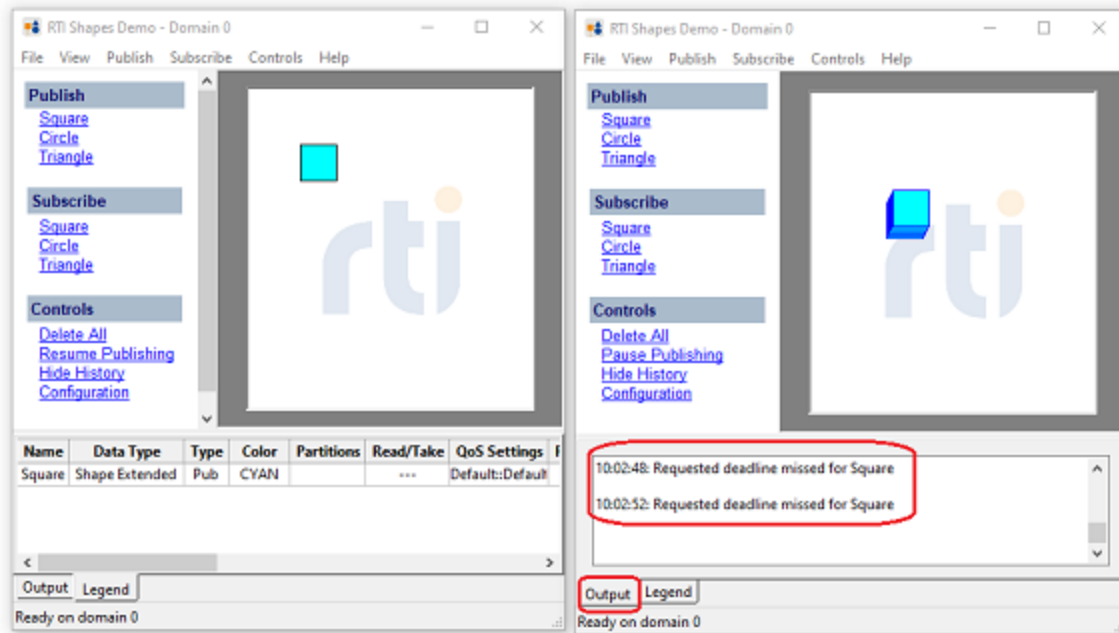 RTI Shapes Demo - Domain 0
File View Publish Subscribe Controls Help
Publish
Square
Circle
Triangle
Subscribe
Square
Circle
Triangle
Controls
Delete All
Resume Publishing
Hide History
Configuration
rti
Name Data Type Type Color Partitions Read/Take QoS Settings
Square Shape Extended Pub CYAN --- Default::Default
Output Legend
Ready on domain 0
RTI Shapes Demo - Domain 0
File View Publish Subscribe Controls Help
Publish
Square
Circle
Triangle
Subscribe
Square
Circle
Triangle
Controls
Delete All
Pause Publishing
Hide History
Configuration
rti
10:02:48: Requested deadline missed for Square
10:02:52: Requested deadline missed for Square
Output Legend
Ready on domain 0